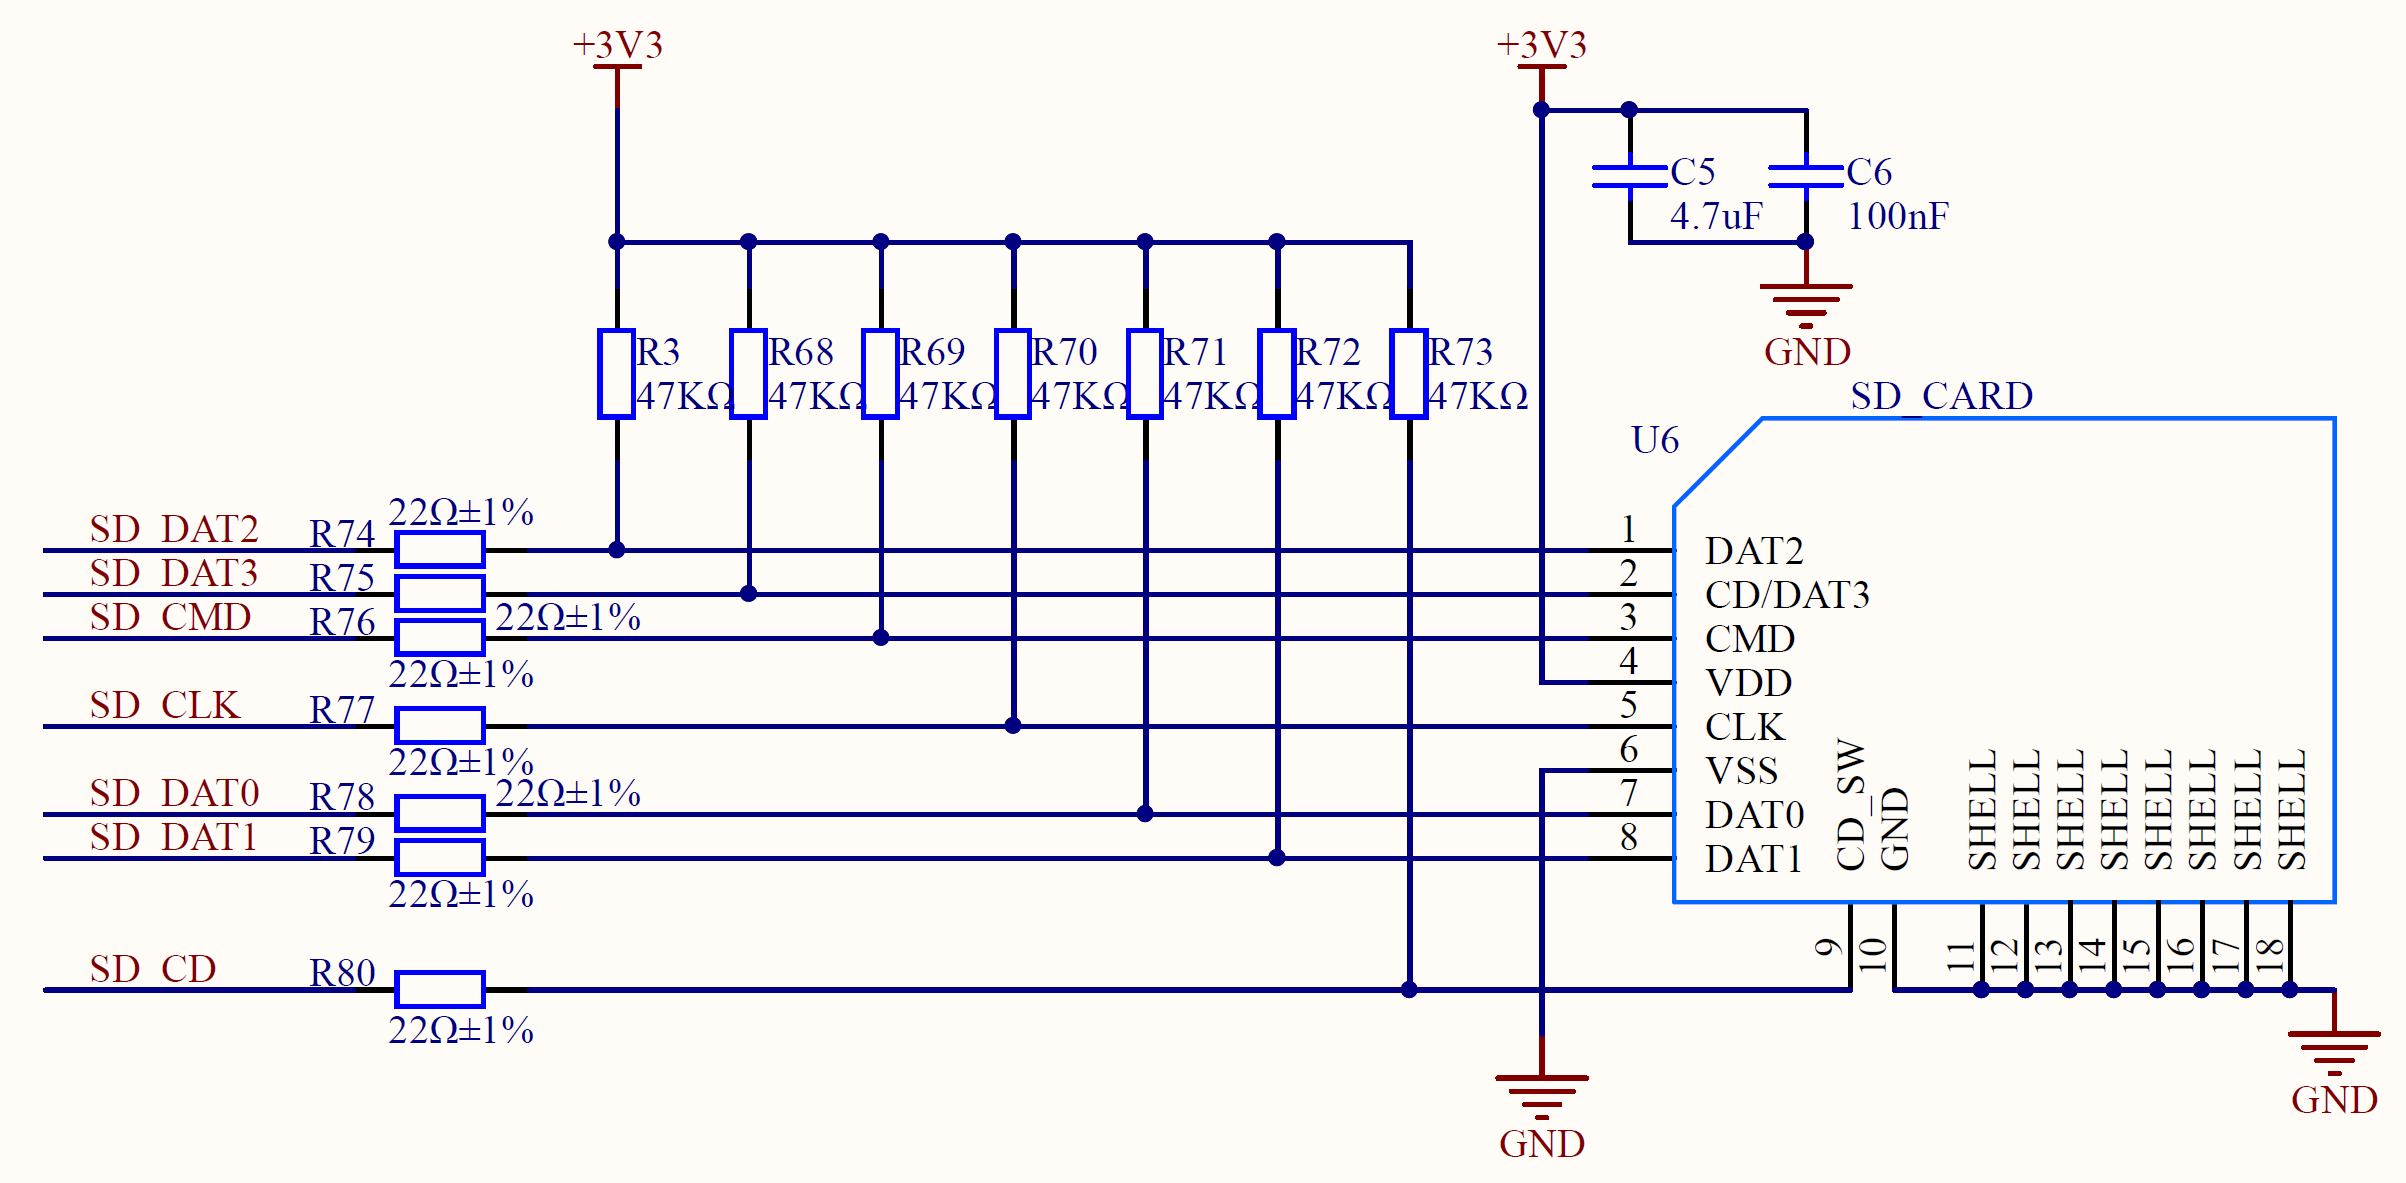 +3V3
+3V3
C5
4.7uF
C6
100nF
GND
R3
47KΩ
R68
47KΩ
R69
47KΩ
R70
47KΩ
R71
47KΩ
R72
47KΩ
R73
47KΩ
SD_CARD
U6
SD_DAT2
R74
22Ω±1%
SD_DAT3
R75
SD_CMD
R76
22Ω±1%
22Ω±1%
SD_CLK
R77
22Ω±1%
SD_DAT0
R78
22Ω±1%
SD_DAT1
R79
22Ω±1%
SD_CD
R80
22Ω±1%
1
DAT2
2
CD/DAT3
3
CMD
4
VDD
5
CLK
6
VSS
7
DAT0
8
DAT1
CD_SW
GND
SHELL
SHELL
SHELL
SHELL
SHELL
SHELL
SHELL
SHELL
9
10
11
12
13
14
15
16
17
18
GND
GND